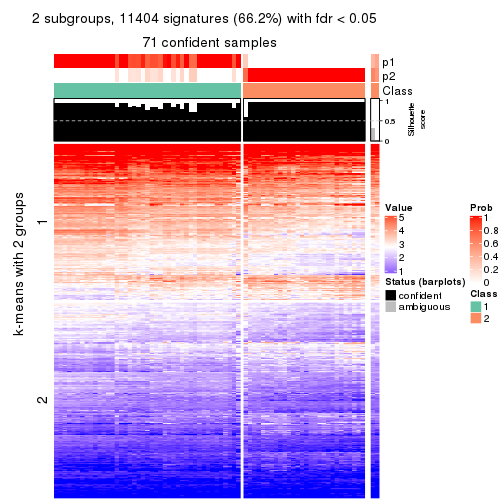 2 subgroups, 11404 signatures (66.2%) with fdr < 0.05
71 confident samples
p1
p2
Class
1
0.5
0
Silhouette
score
k-means with 2 groups
1
2
Value
5
4
3
2
1
Status (barplots)
confident
ambiguous
Prob
1
0.8
0.6
0.4
0.2
0
Class
1
2